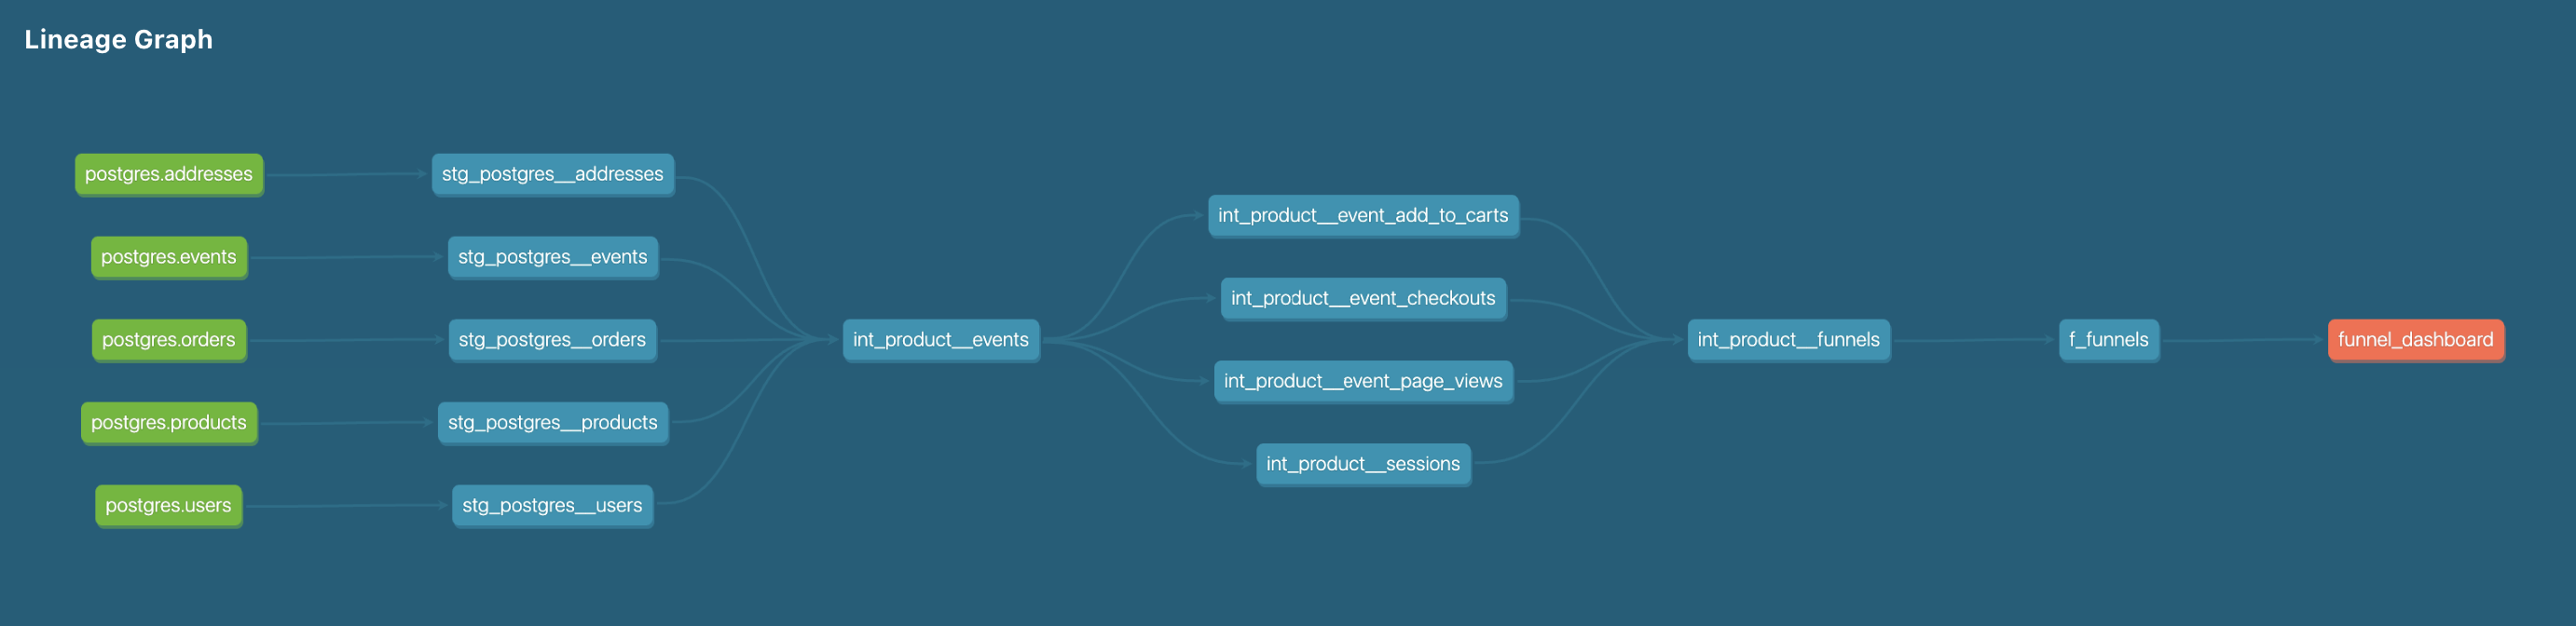 Lineage Graph
postgres.addresses
postgres.events
postgres.orders
postgres.products
postgres.users
stg_postgres__addresses
stg_postgres__events
stg_postgres__orders
stg_postgres__products
stg_postgres__users
int_product__events
int_product__event_add_to_carts
int_product__event_checkouts
int_product__event_page_views
int_product__sessions
int_product__funnels
f_funnels
funnel_dashboard